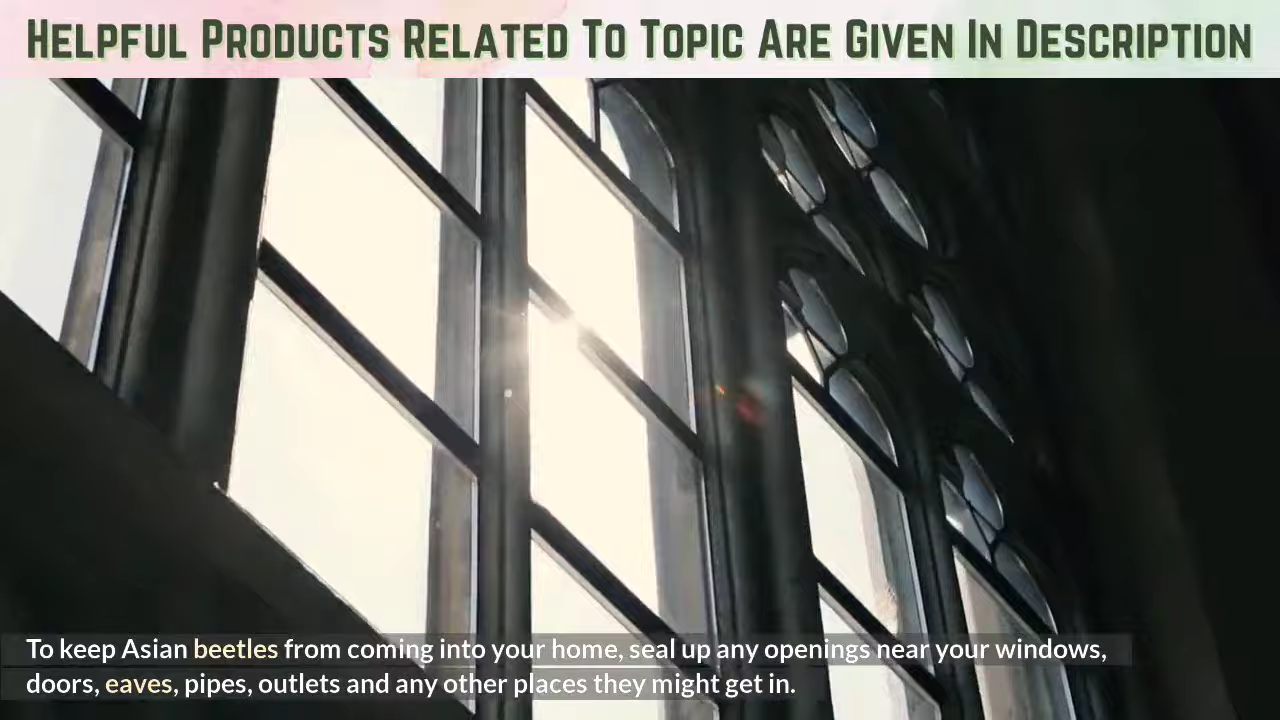 Helpful Products Related To Topic Are Given In Description
To keep Asian beetles from coming into your home, seal up any openings near your windows,
doors, eaves, pipes, outlets and any other places they might get in.